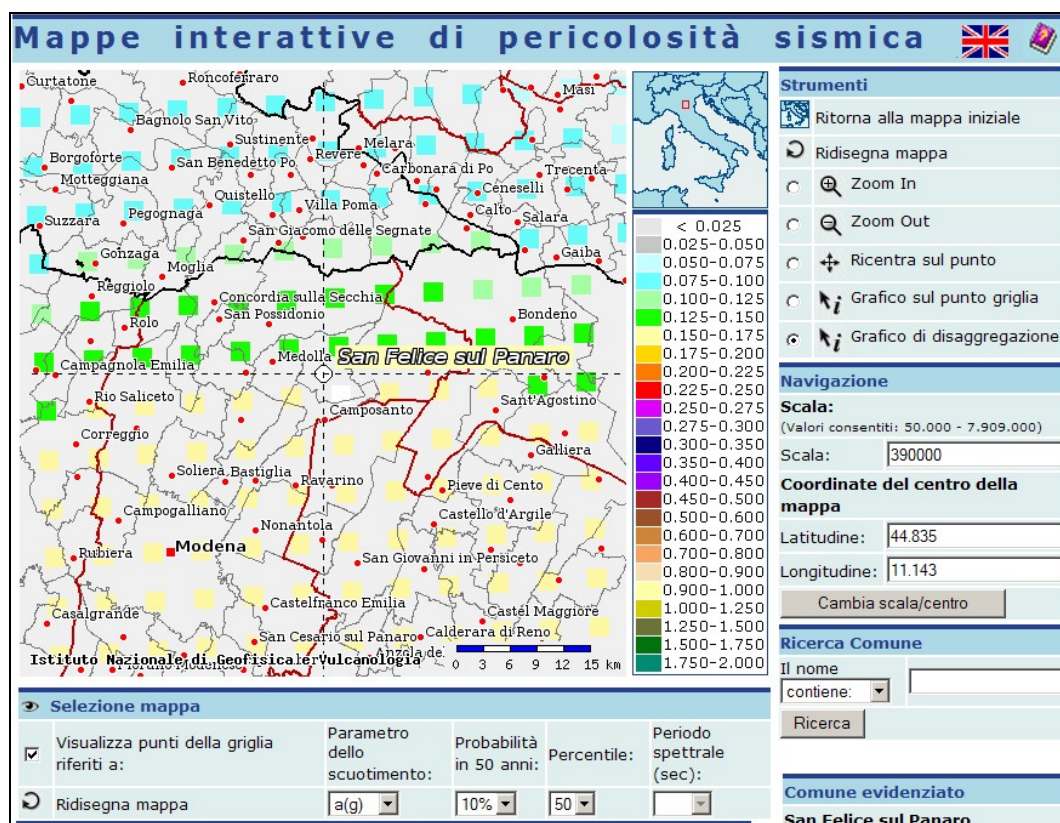 Mappe interattive di pericolosità sismica
Curtatone
Roncoferraro
Masi
Bagnolo San Vito
Sustinente
Melara
Borgoforte
San Benedetto Po
Revere
Carbonara di Po
Trecenta
Motteggiana
Ceneselli
Quistello
Villa Poma
Calto
Salara
Suzzara
Pegognaga
San Giacomo delle Segnate
Gonzaga
Moglia
Gaiba
Reggiolo
Concordia sulla Secchia
Rolo
San Possidonio
Bondeno
Medolla
San Felice sul Panaro
Campagnola Emilia
Rio Saliceto
Camposanto
Sant'Agostino
Correggio
Galliera
Soliera
Bastiglia
Ravarino
Pieve di Cento
Campogalliano
Castello d'Argile
Nonantola
Rubiera
Modena
San Giovanni in Persiceto
Castelfranco Emilia
Casalgrande
Castel Maggiore
San Cesario sul Panaro
Calderara di Reno
Istituto Nazionale di Geofisica e Vulcanologia
Anzola de.
0 3 6 9 12 15 km
< 0.025
0.025-0.050
0.050-0.075
0.075-0.100
0.100-0.125
0.125-0.150
0.150-0.175
0.175-0.200
0.200-0.225
0.225-0.250
0.250-0.275
0.275-0.300
0.300-0.350
0.350-0.400
0.400-0.450
0.450-0.500
0.500-0.600
0.600-0.700
0.700-0.800
0.800-0.900
0.900-1.000
1.000-1.250
1.250-1.500
1.500-1.750
1.750-2.000
Strumenti
Ritorna alla mappa iniziale
Ridisegna mappa
Zoom In
Zoom Out
Ricentra sul punto
Grafico sul punto griglia
Grafico di disaggregazione
Navigazione
Scala:
(Valori consentiti: 50.000 - 7.909.000)
Scala: 390000
Coordinate del centro della
mappa
Latitudine: 44.835
Longitudine: 11.143
Cambia scala/centro
Ricerca Comune
Il nome
contiene:
Ricerca
Comune evidenziato
San Felice sul Panaro
Selezione mappa
Visualizza punti della griglia
riferiti a:
Parametro
dello
scuotimento:
Probabilità
in 50 anni:
Percentile:
Periodo
spettrale
(sec):
Ridisegna mappa
a(g)
10%
50